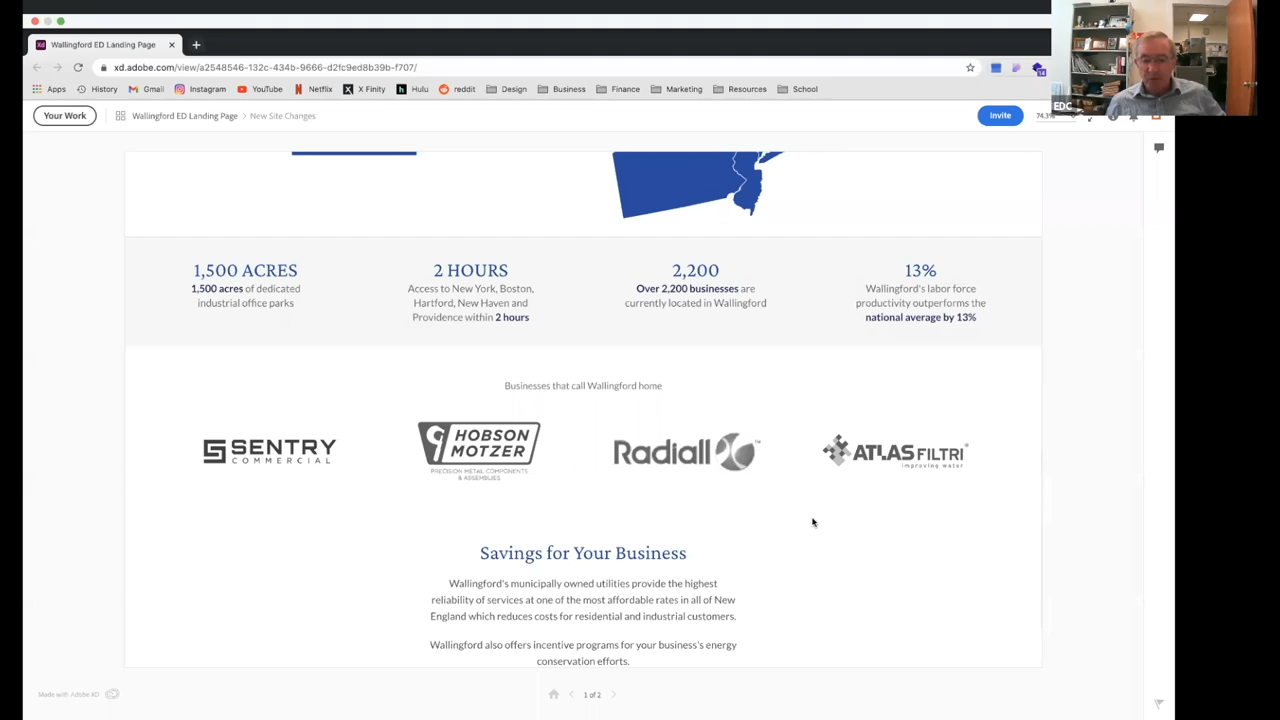 Wallingford ED Landing Page
xd.adobe.com/view/a2548546-132c-434b-9666-d2fc9ed8b39b-f707/
Apps History Gmail Instagram YouTube Netflix X Finity Hulu reddit Design Business Finance Marketing Resources School
EDC
Your Work Wallingford ED Landing Page > New Site Changes Invite
1,500 ACRES
1,500 acres of dedicated
industrial office parks
2 HOURS
Access to New York, Boston,
Hartford, New Haven and
Providence within 2 hours
2,200
Over 2,200 businesses are
currently located in Wallingford
13%
Wallingford's labor force
productivity outperforms the
national average by 13%
Businesses that call Wallingford home
SENTRY
COMMERCIAL
HOBSON
MOTZER
PRECISION METAL COMPONENTS
& ASSEMBLIES
Radiall
ATLAS FILTRI
improving water
Savings for Your Business
Wallingford's municipally owned utilities provide the highest
reliability of services at one of the most affordable rates in all of New
England which reduces costs for residential and industrial customers.
Wallingford also offers incentive programs for your business's energy
conservation efforts.
Made with Adobe XD
1 of 2